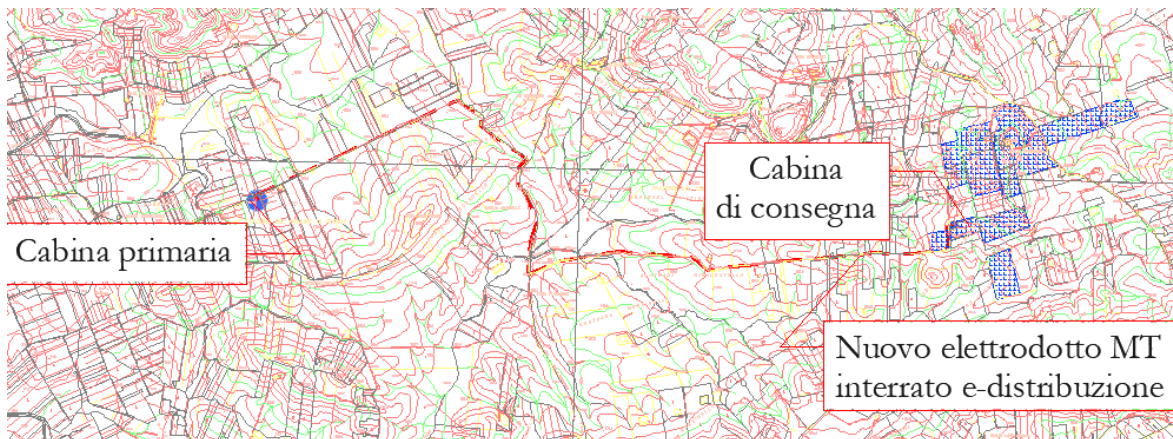 Cabina
di consegna
Cabina primaria
Nuovo elettrodotto MT
interrato e-distribuzione